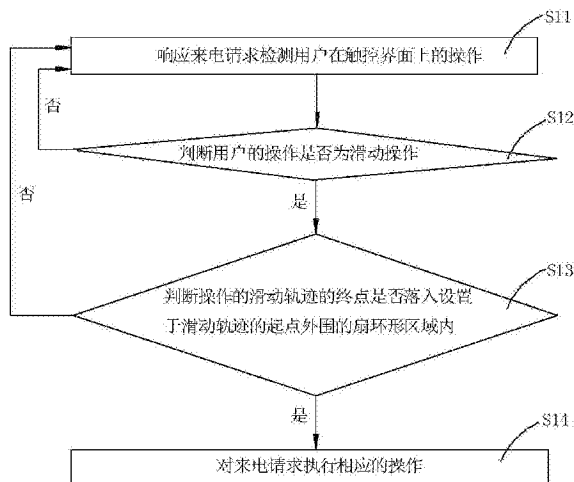 S11
响应来电请求检测用户在触控界面上的操作
否
S12
判断用户的操作是否为滑动操作
是
否
S13
判断操作的滑动轨迹的终点是否落入设置
于滑动轨迹的起点外围的扇环形区域内
是
S14
对来电请求执行相应的操作